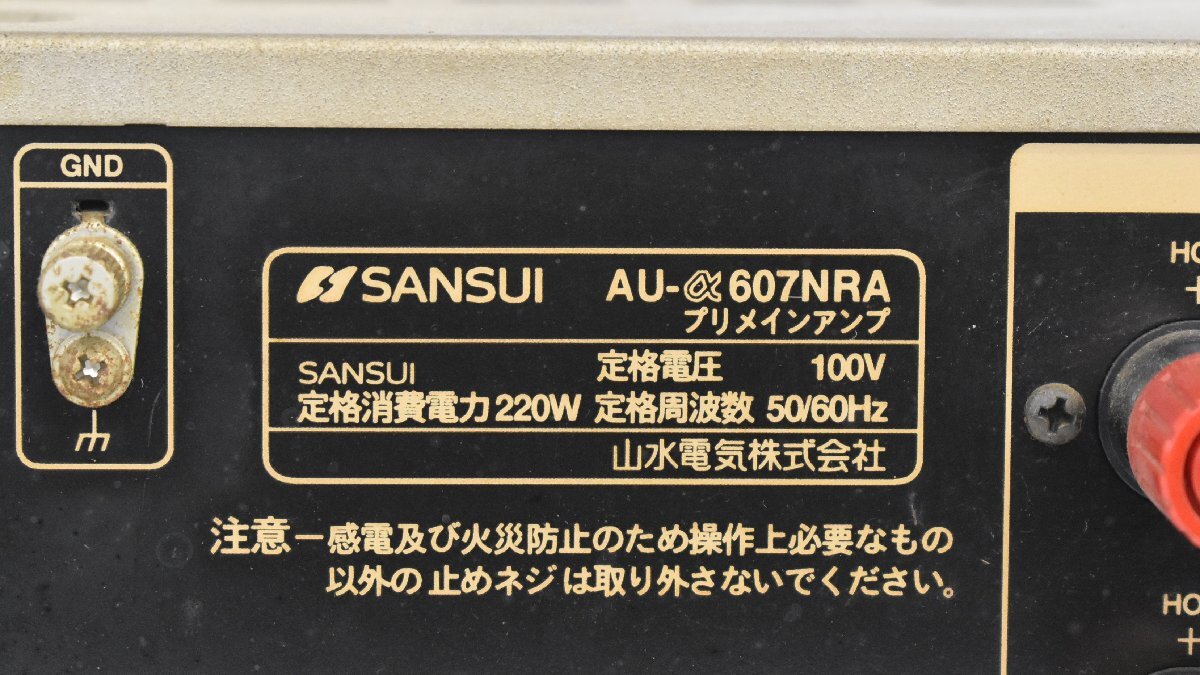 GND
SANSUI AU-α607NRA
プリメインアンプ
SANSUI 定格電圧 100V
定格消費電力 220W 定格周波数 50/60Hz
山水電気株式会社
注意－感電及び火災防止のため操作上必要なもの
以外の止めネジは取り外さないでください。
HO
+
HO
+